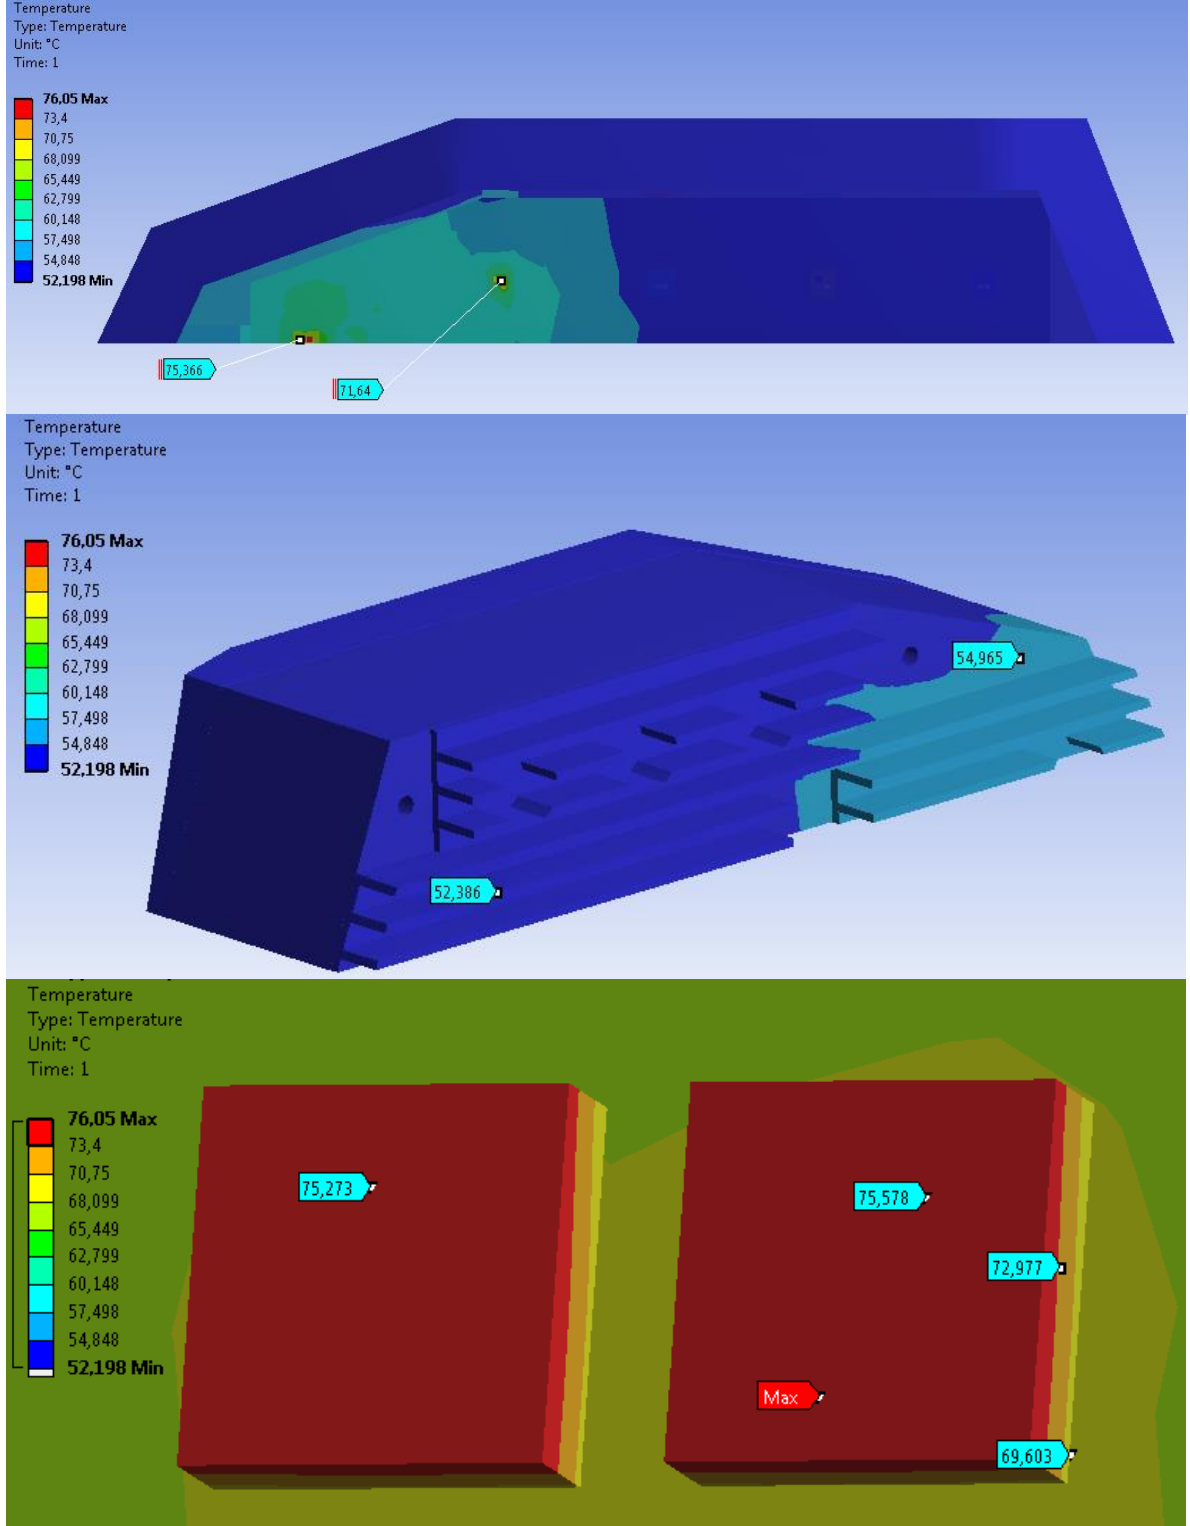 Temperature
Type: Temperature
Unit: °C
Time: 1
76,05 Max
73,4
70,75
68,099
65,449
62,799
60,148
57,498
54,848
52,198 Min
75,366
71,64
Temperature
Type: Temperature
Unit: °C
Time: 1
76,05 Max
73,4
70,75
68,099
65,449
62,799
60,148
57,498
54,848
52,198 Min
54,965
52,386
Temperature
Type: Temperature
Unit: °C
Time: 1
76,05 Max
73,4
70,75
68,099
65,449
62,799
60,148
57,498
54,848
52,198 Min
75,273
75,578
72,977
Max
69,603